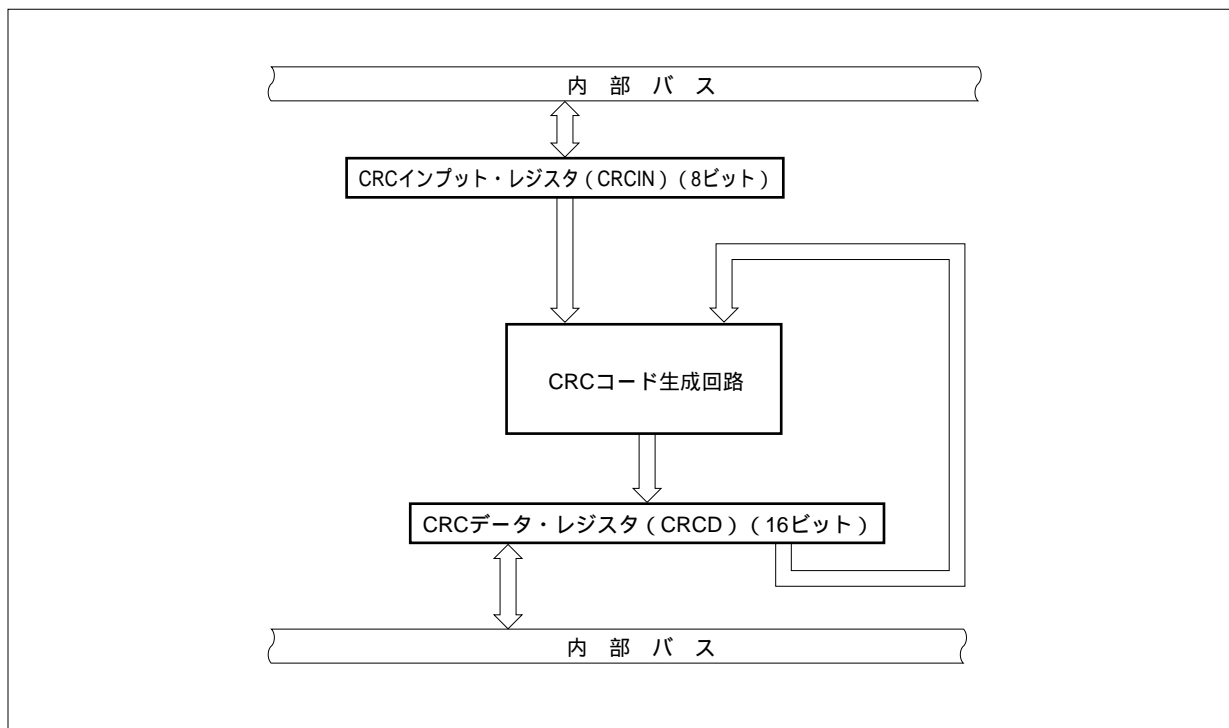 内 部 バ ス
CRCインプット・レジスタ（CRCIN）（8ビット）
CRCコード生成回路
CRCデータ・レジスタ（CRCD）（16ビット）
内 部 バ ス